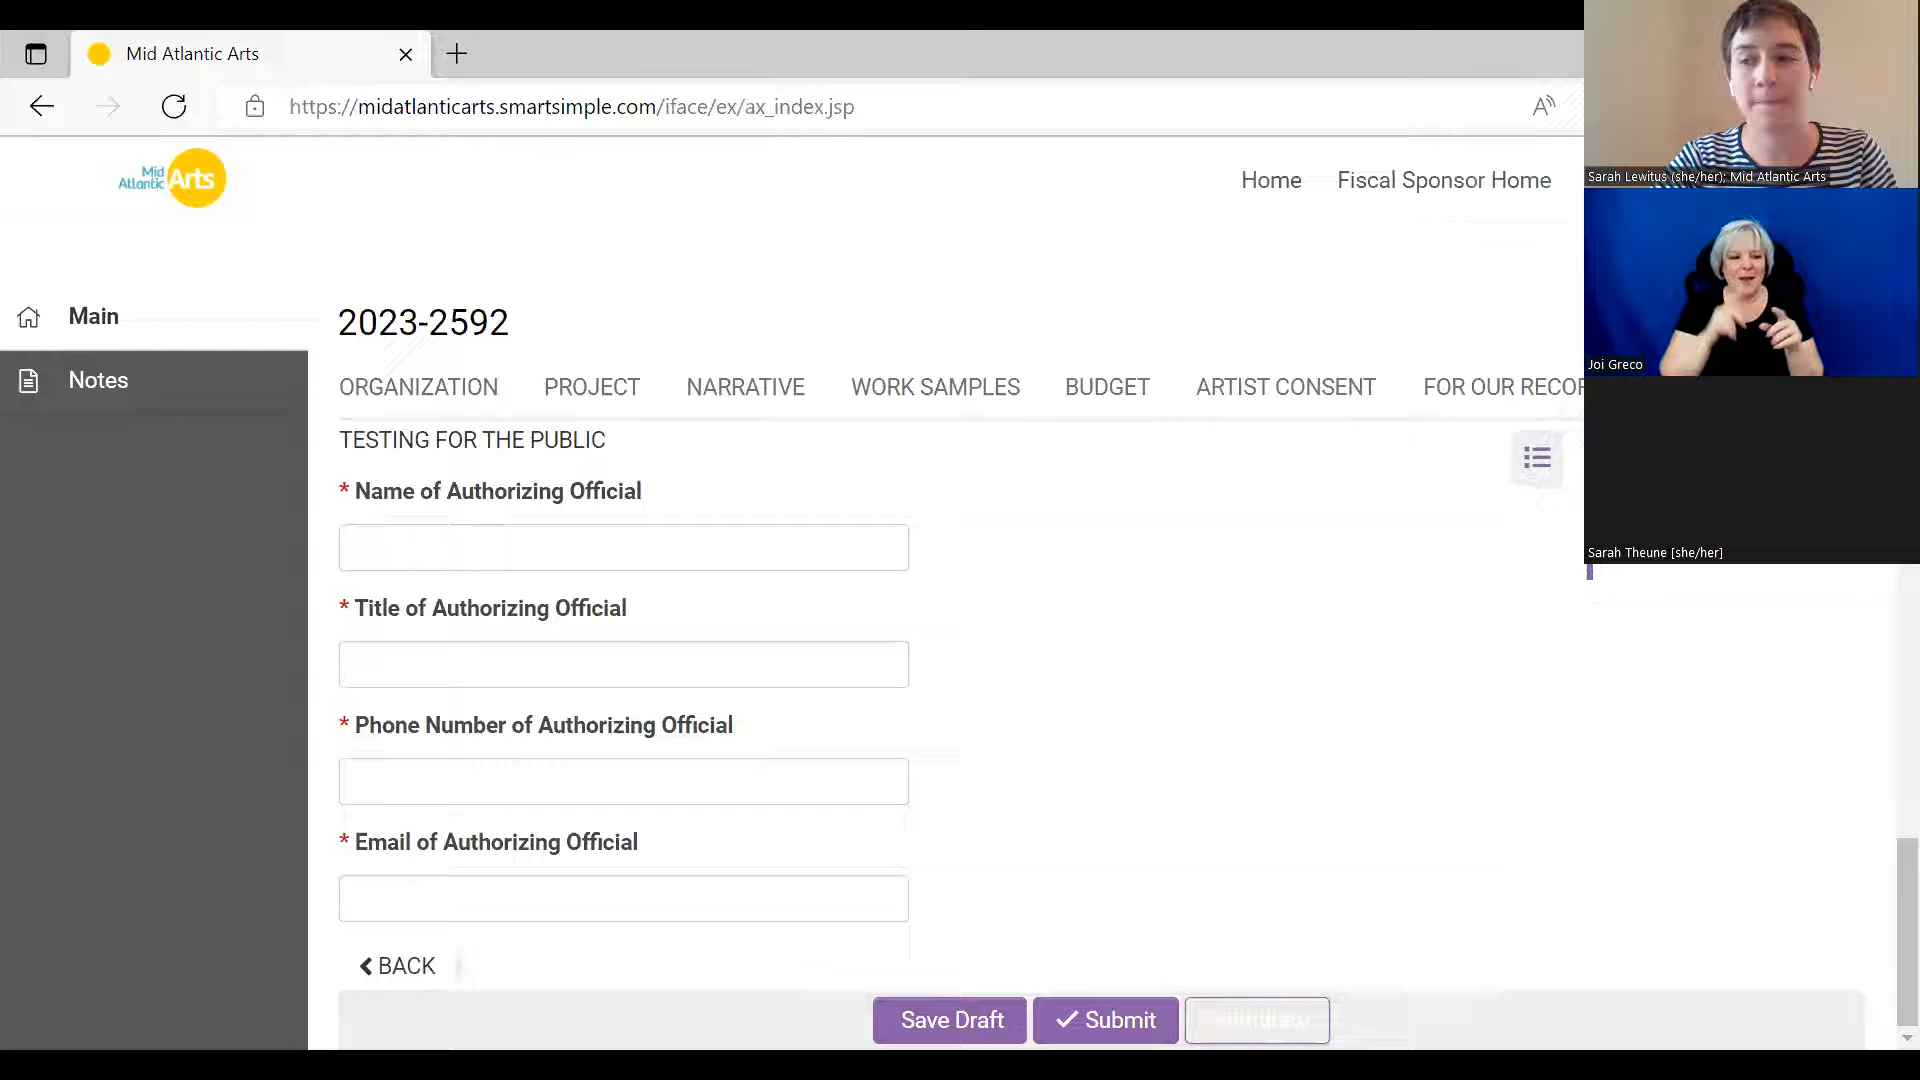 Mid Atlantic Arts
https://midatlanticarts.smartsimple.com/iface/ex/ax_index.jsp
Mid
Atlantic Arts
Home Fiscal Sponsor Home
Sarah Lewitus (she/her); Mid Atlantic Arts
Joi Greco
Sarah Theune [she/her]
Main
Notes
2023-2592
ORGANIZATION PROJECT NARRATIVE WORK SAMPLES BUDGET ARTIST CONSENT FOR OUR RECOR
TESTING FOR THE PUBLIC
* Name of Authorizing Official
* Title of Authorizing Official
* Phone Number of Authorizing Official
* Email of Authorizing Official
BACK
Save Draft Submit